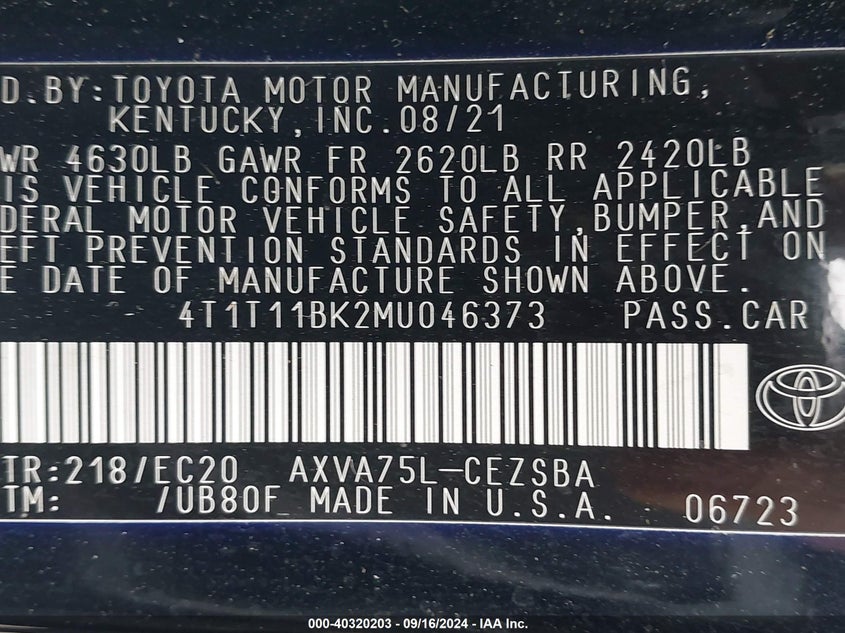 D.BY:TOYOTA MOTOR MANUFACTURING,
KENTUCKY,INC.08/21
WR 4630LB GAWR FR 2620LB RR 2420LB
IS VEHICLE CONFORMS TO ALL APPLICABLE
DERAL MOTOR VEHICLE SAFETY,BUMPER,AND
EFT PREVENTION STANDARDS IN EFFECT ON
E DATE OF MANUFACTURE SHOWN ABOVE.
4T1T11BK2MU046373 PASS.CAR
TR:218/EC20 AXVA75L-CEZSBA
TM: /UB80F MADE IN U.S.A. 06723
000-40320203 - 09/16/2024 - IAA Inc.